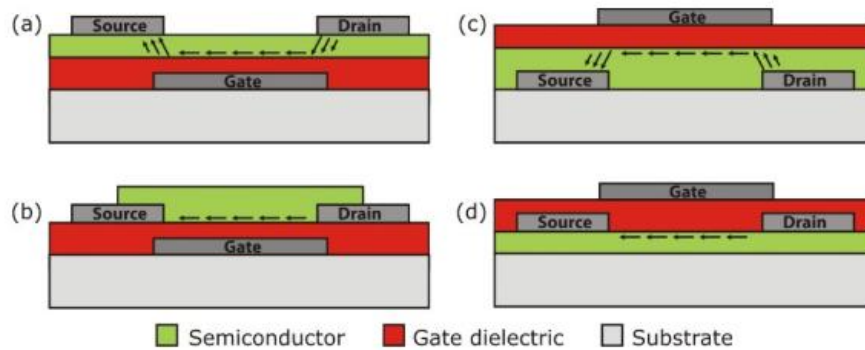 (a)
Source
Drain
Gate
(b)
Source
Drain
Gate
(c)
Gate
Source
Drain
(d)
Gate
Source
Drain
Semiconductor
Gate dielectric
Substrate